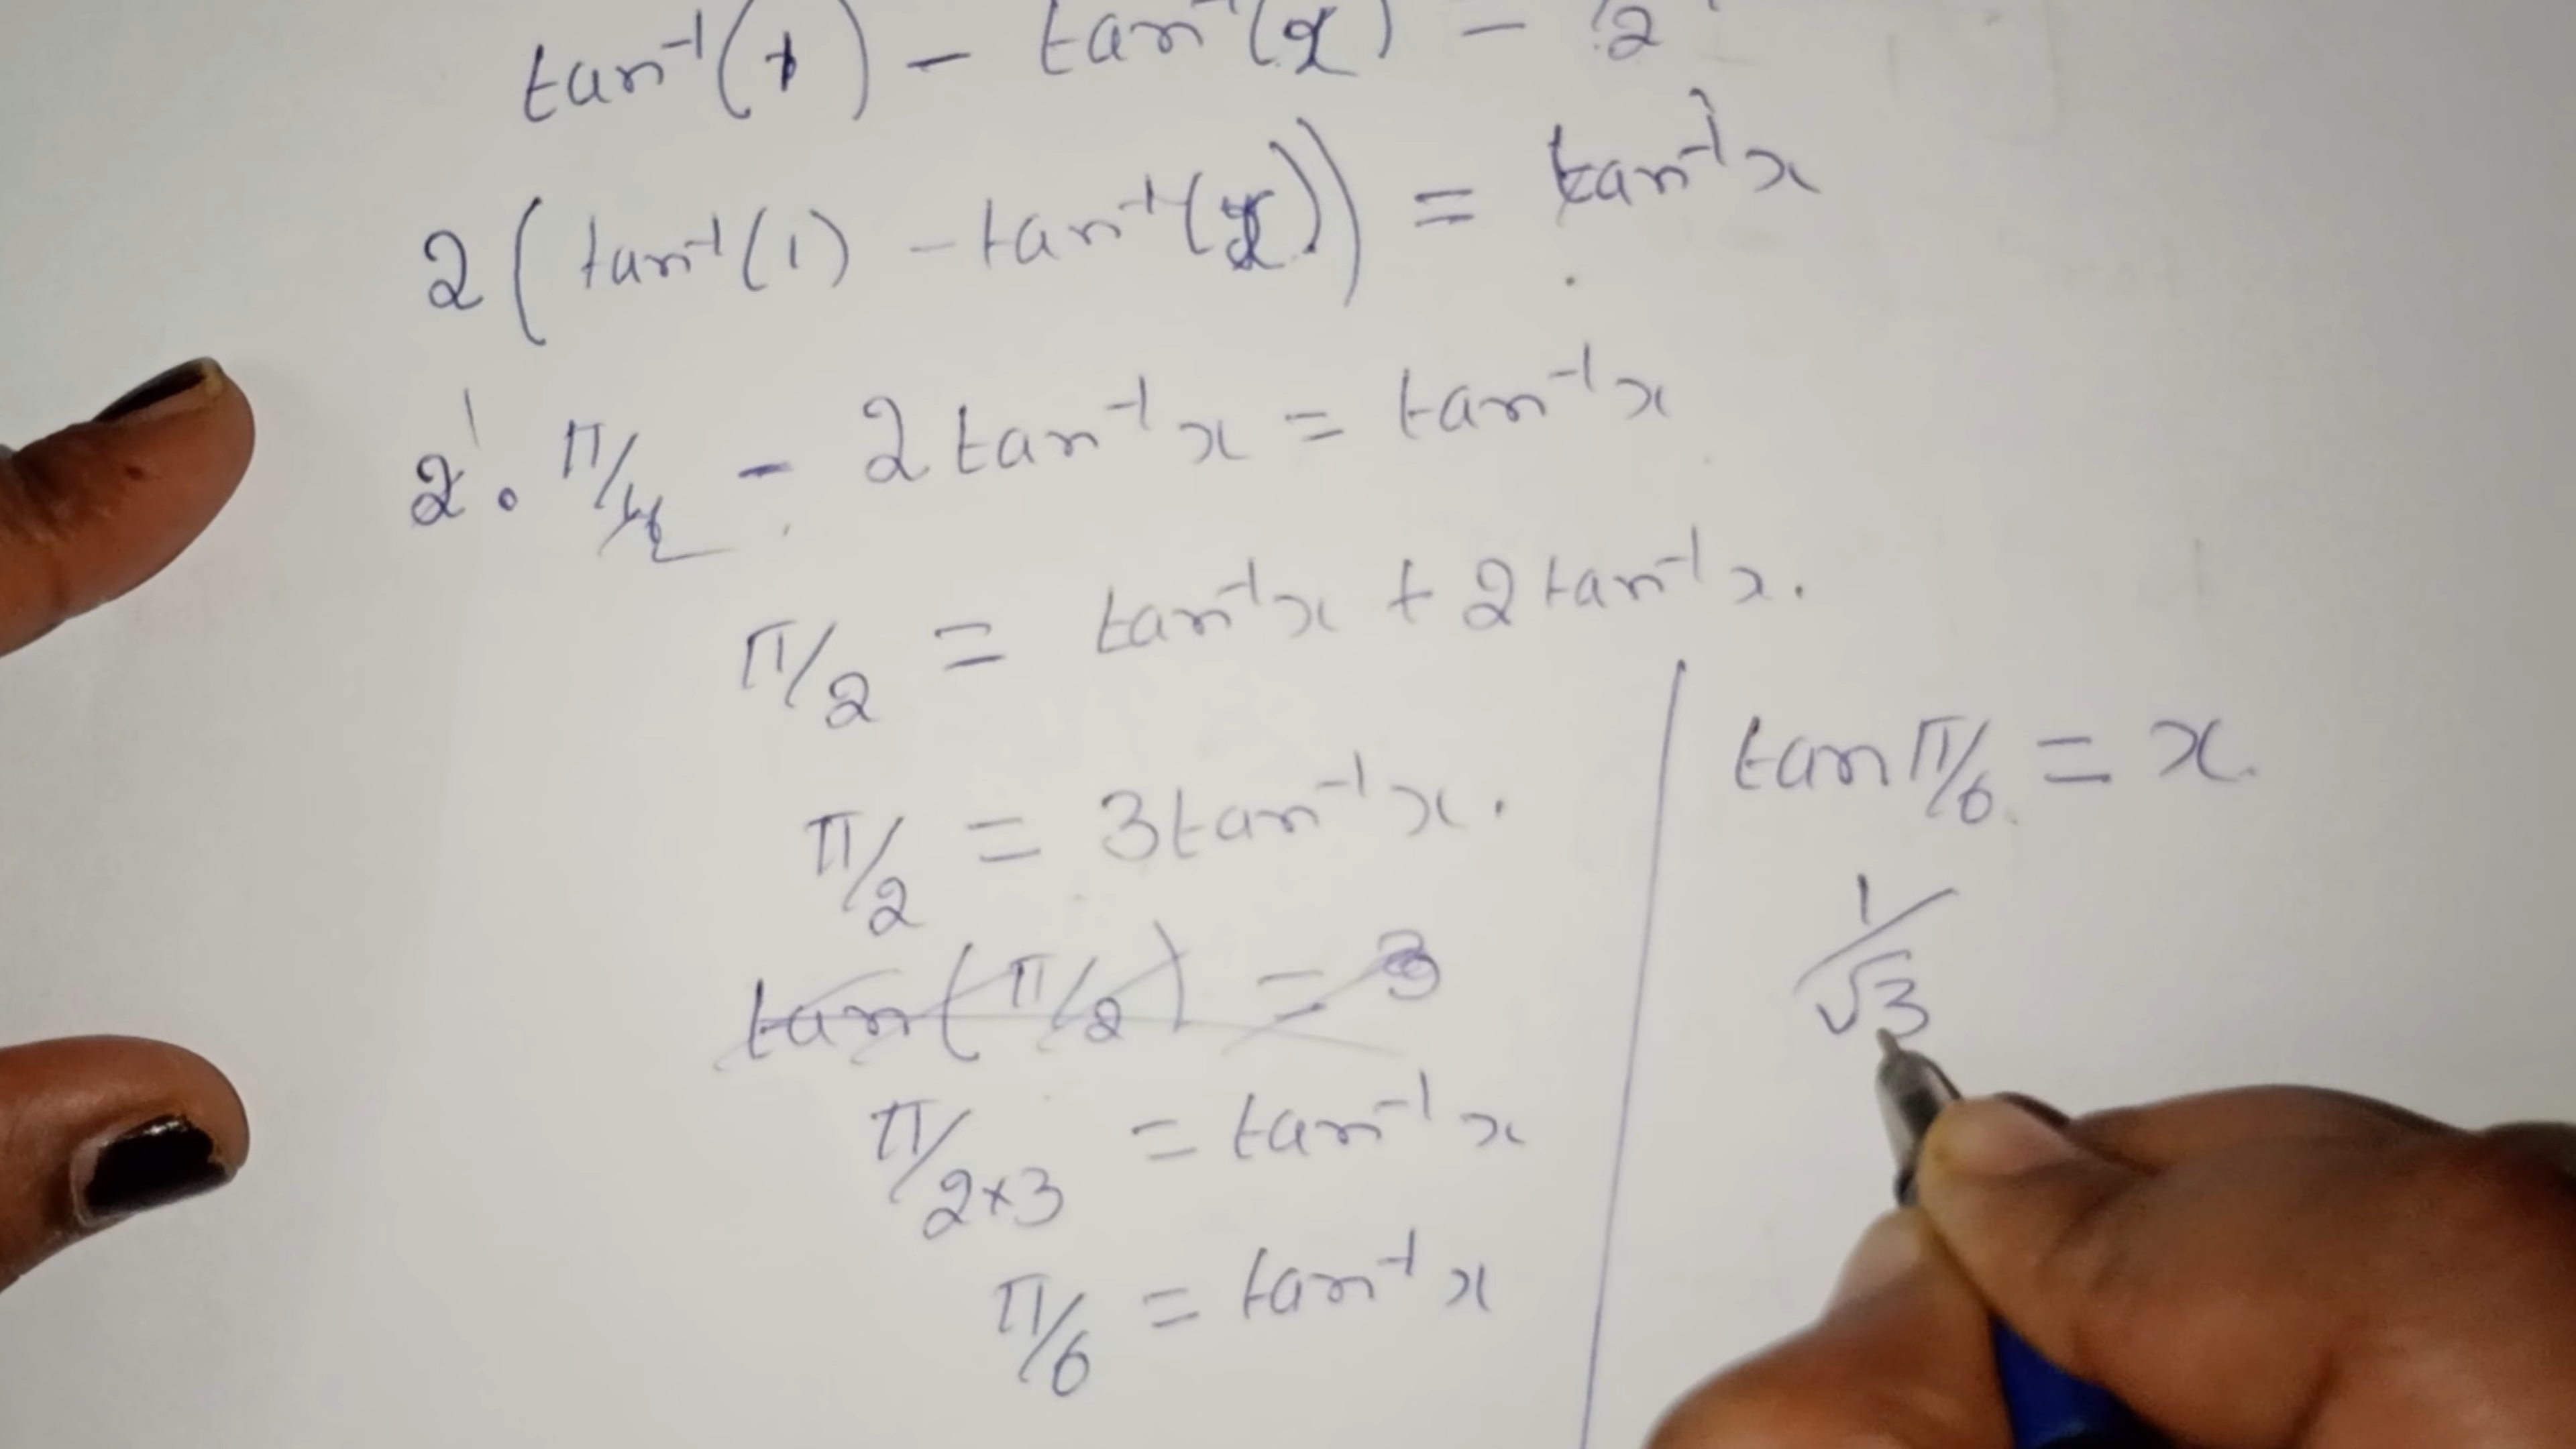 tan⁻¹(1) - tan⁻¹(x) - 2
2(tan⁻¹(1) - tan⁻¹(x)) = tan⁻¹x
2 · π/4 - 2tan⁻¹x = tan⁻¹x
π/2 = tan⁻¹x + 2tan⁻¹x.
π/2 = 3tan⁻¹x.
tan(π/2) = 3
π/2×3 = tan⁻¹x
π/6 = tan⁻¹x
tan π/6 = x.
1/√3